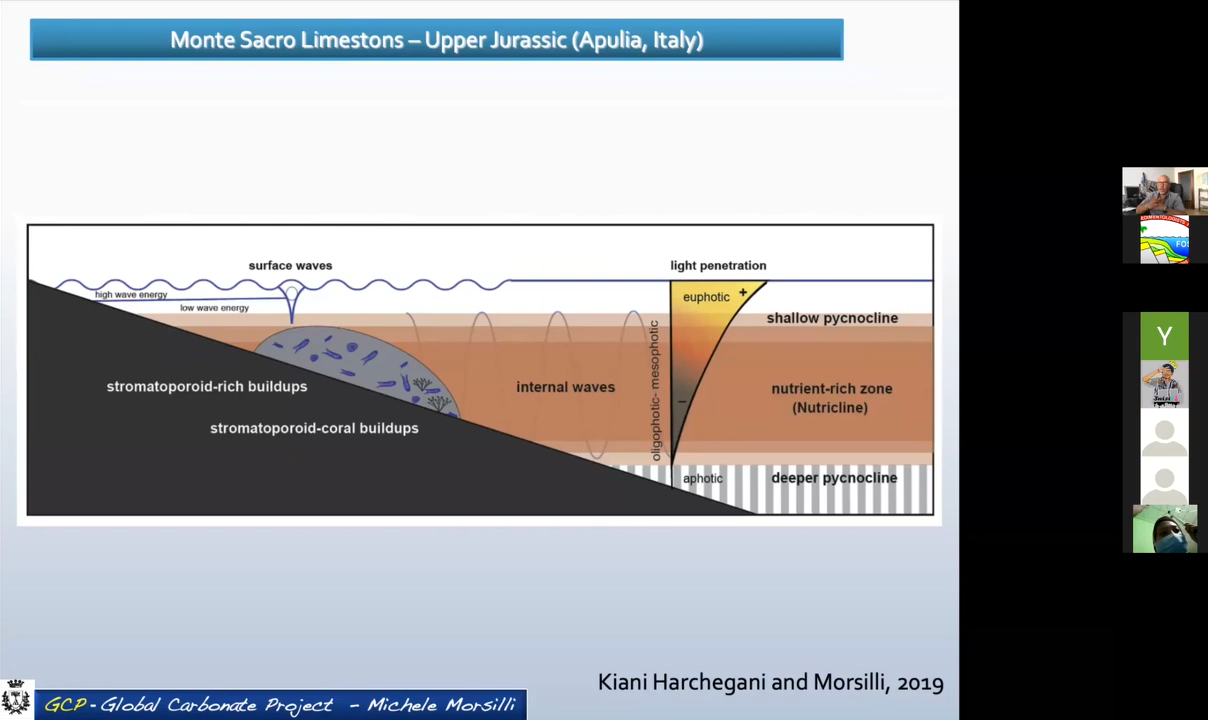 Monte Sacro Limestons – Upper Jurassic (Apulia, Italy)
surface waves
light penetration
high wave energy
low wave energy
euphotic +
shallow pycnocline
stromatoporoid-rich buildups
internal waves
oligophotic- mesophotic
–
nutrient-rich zone
(Nutricline)
stromatoporoid-coral buildups
aphotic
deeper pycnocline
Kiani Harchegani and Morsilli, 2019
GCP - Global Carbonate Project - Michele Morsilli
FOS
Y